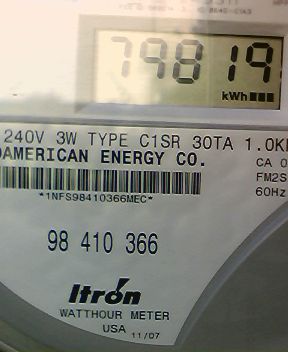 79819
kWh
240V 3W TYPE C1SR 30TA 1.0K
DAMERICAN ENERGY CO.
CA 0
FM2S
60Hz
*1NFS98410366MEC*
98 410 366
Itron
WATTHOUR METER
USA 11/07